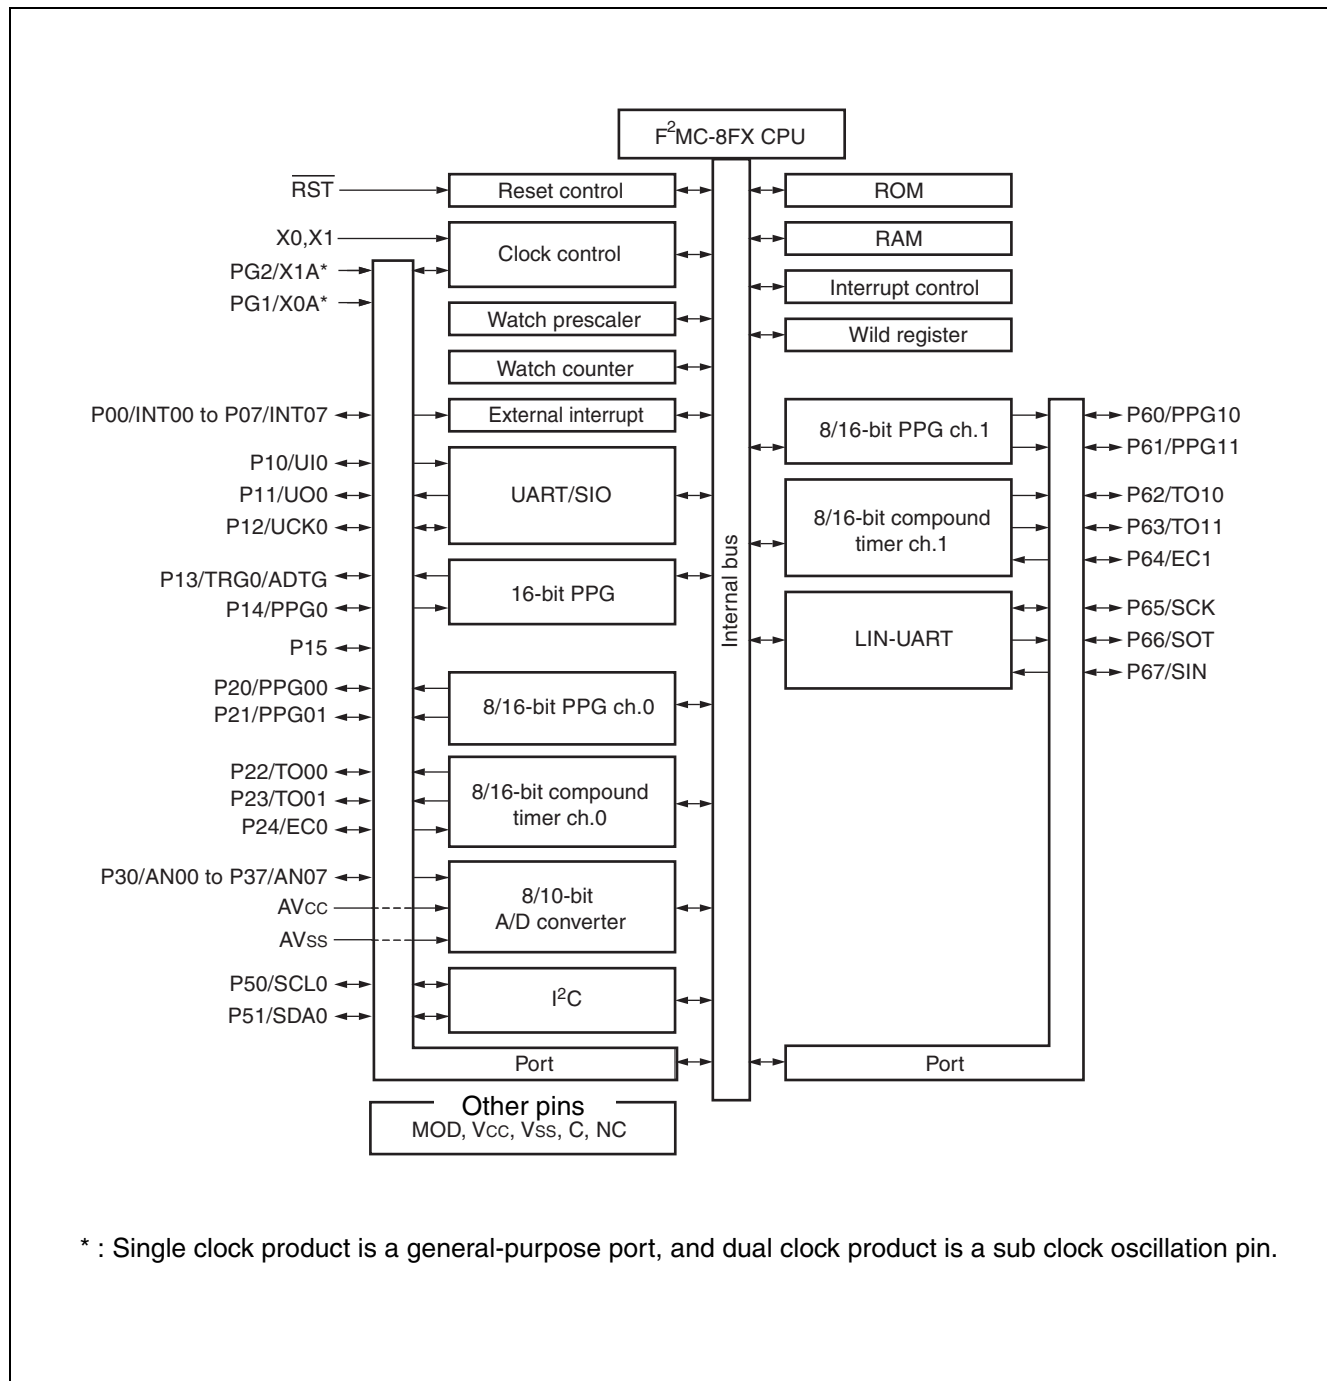 F²MC-8FX CPU
RST
Reset control
ROM
X0,X1
Clock control
RAM
PG2/X1A*
PG1/X0A*
Interrupt control
Watch prescaler
Wild register
Watch counter
P00/INT00 to P07/INT07
External interrupt
8/16-bit PPG ch.1
P60/PPG10
P61/PPG11
P10/UI0
P11/UO0
P12/UCK0
UART/SIO
8/16-bit compound
timer ch.1
P62/TO10
P63/TO11
P64/EC1
P13/TRG0/ADTG
P14/PPG0
16-bit PPG
Internal bus
P15
LIN-UART
P65/SCK
P66/SOT
P67/SIN
P20/PPG00
P21/PPG01
8/16-bit PPG ch.0
P22/TO00
P23/TO01
P24/EC0
8/16-bit compound
timer ch.0
P30/AN00 to P37/AN07
AVCC
AVSS
8/10-bit
A/D converter
P50/SCL0
P51/SDA0
I²C
Port
Port
Other pins
MOD, VCC, VSS, C, NC
* : Single clock product is a general-purpose port, and dual clock product is a sub clock oscillation pin.